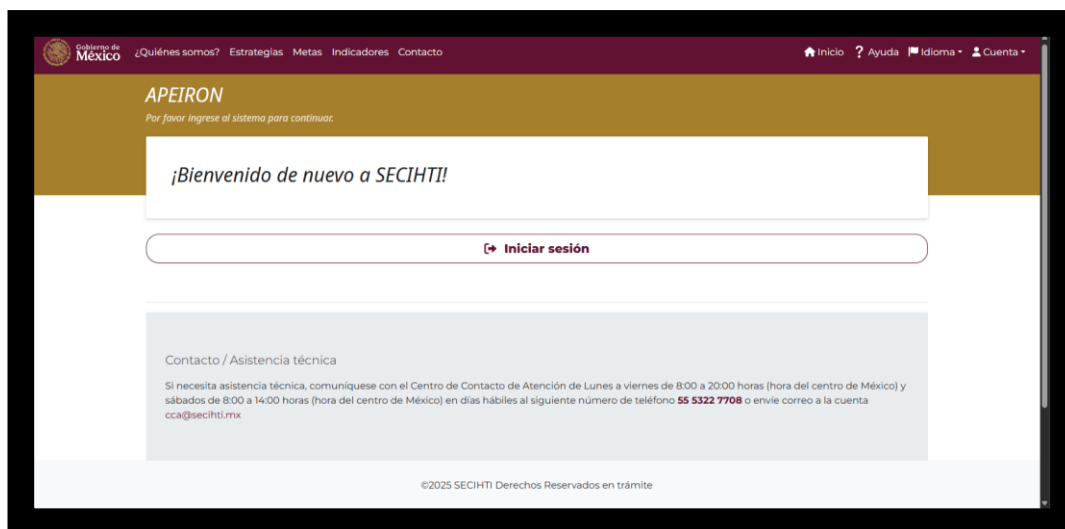 Gobierno de
México
¿Quiénes somos? Estrategias Metas Indicadores Contacto
Inicio ? Ayuda Idioma Cuenta
APEIRON
Por favor ingrese al sistema para continuar.
¡Bienvenido de nuevo a SECIHTI!
Iniciar sesión
Contacto / Asistencia técnica
Si necesita asistencia técnica, comuníquese con el Centro de Contacto de Atención de Lunes a viernes de 8:00 a 20:00 horas (hora del centro de México) y
sábados de 8:00 a 14:00 horas (hora del centro de México) en días hábiles al siguiente número de teléfono 55 5322 7708 o envíe correo a la cuenta
cca@secihti.mx
©2025 SECIHTI Derechos Reservados en trámite